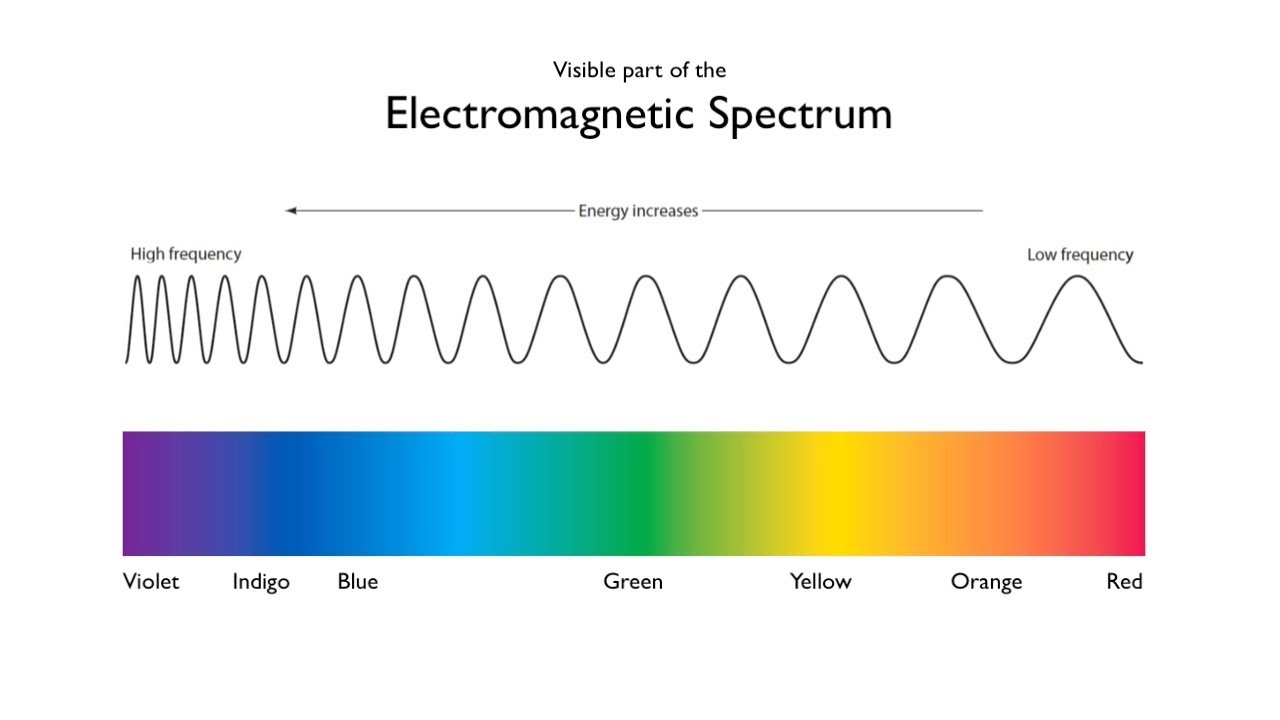 Visible part of the
Electromagnetic Spectrum
Energy increases
High frequency
Low frequency
Violet
Indigo
Blue
Green
Yellow
Orange
Red